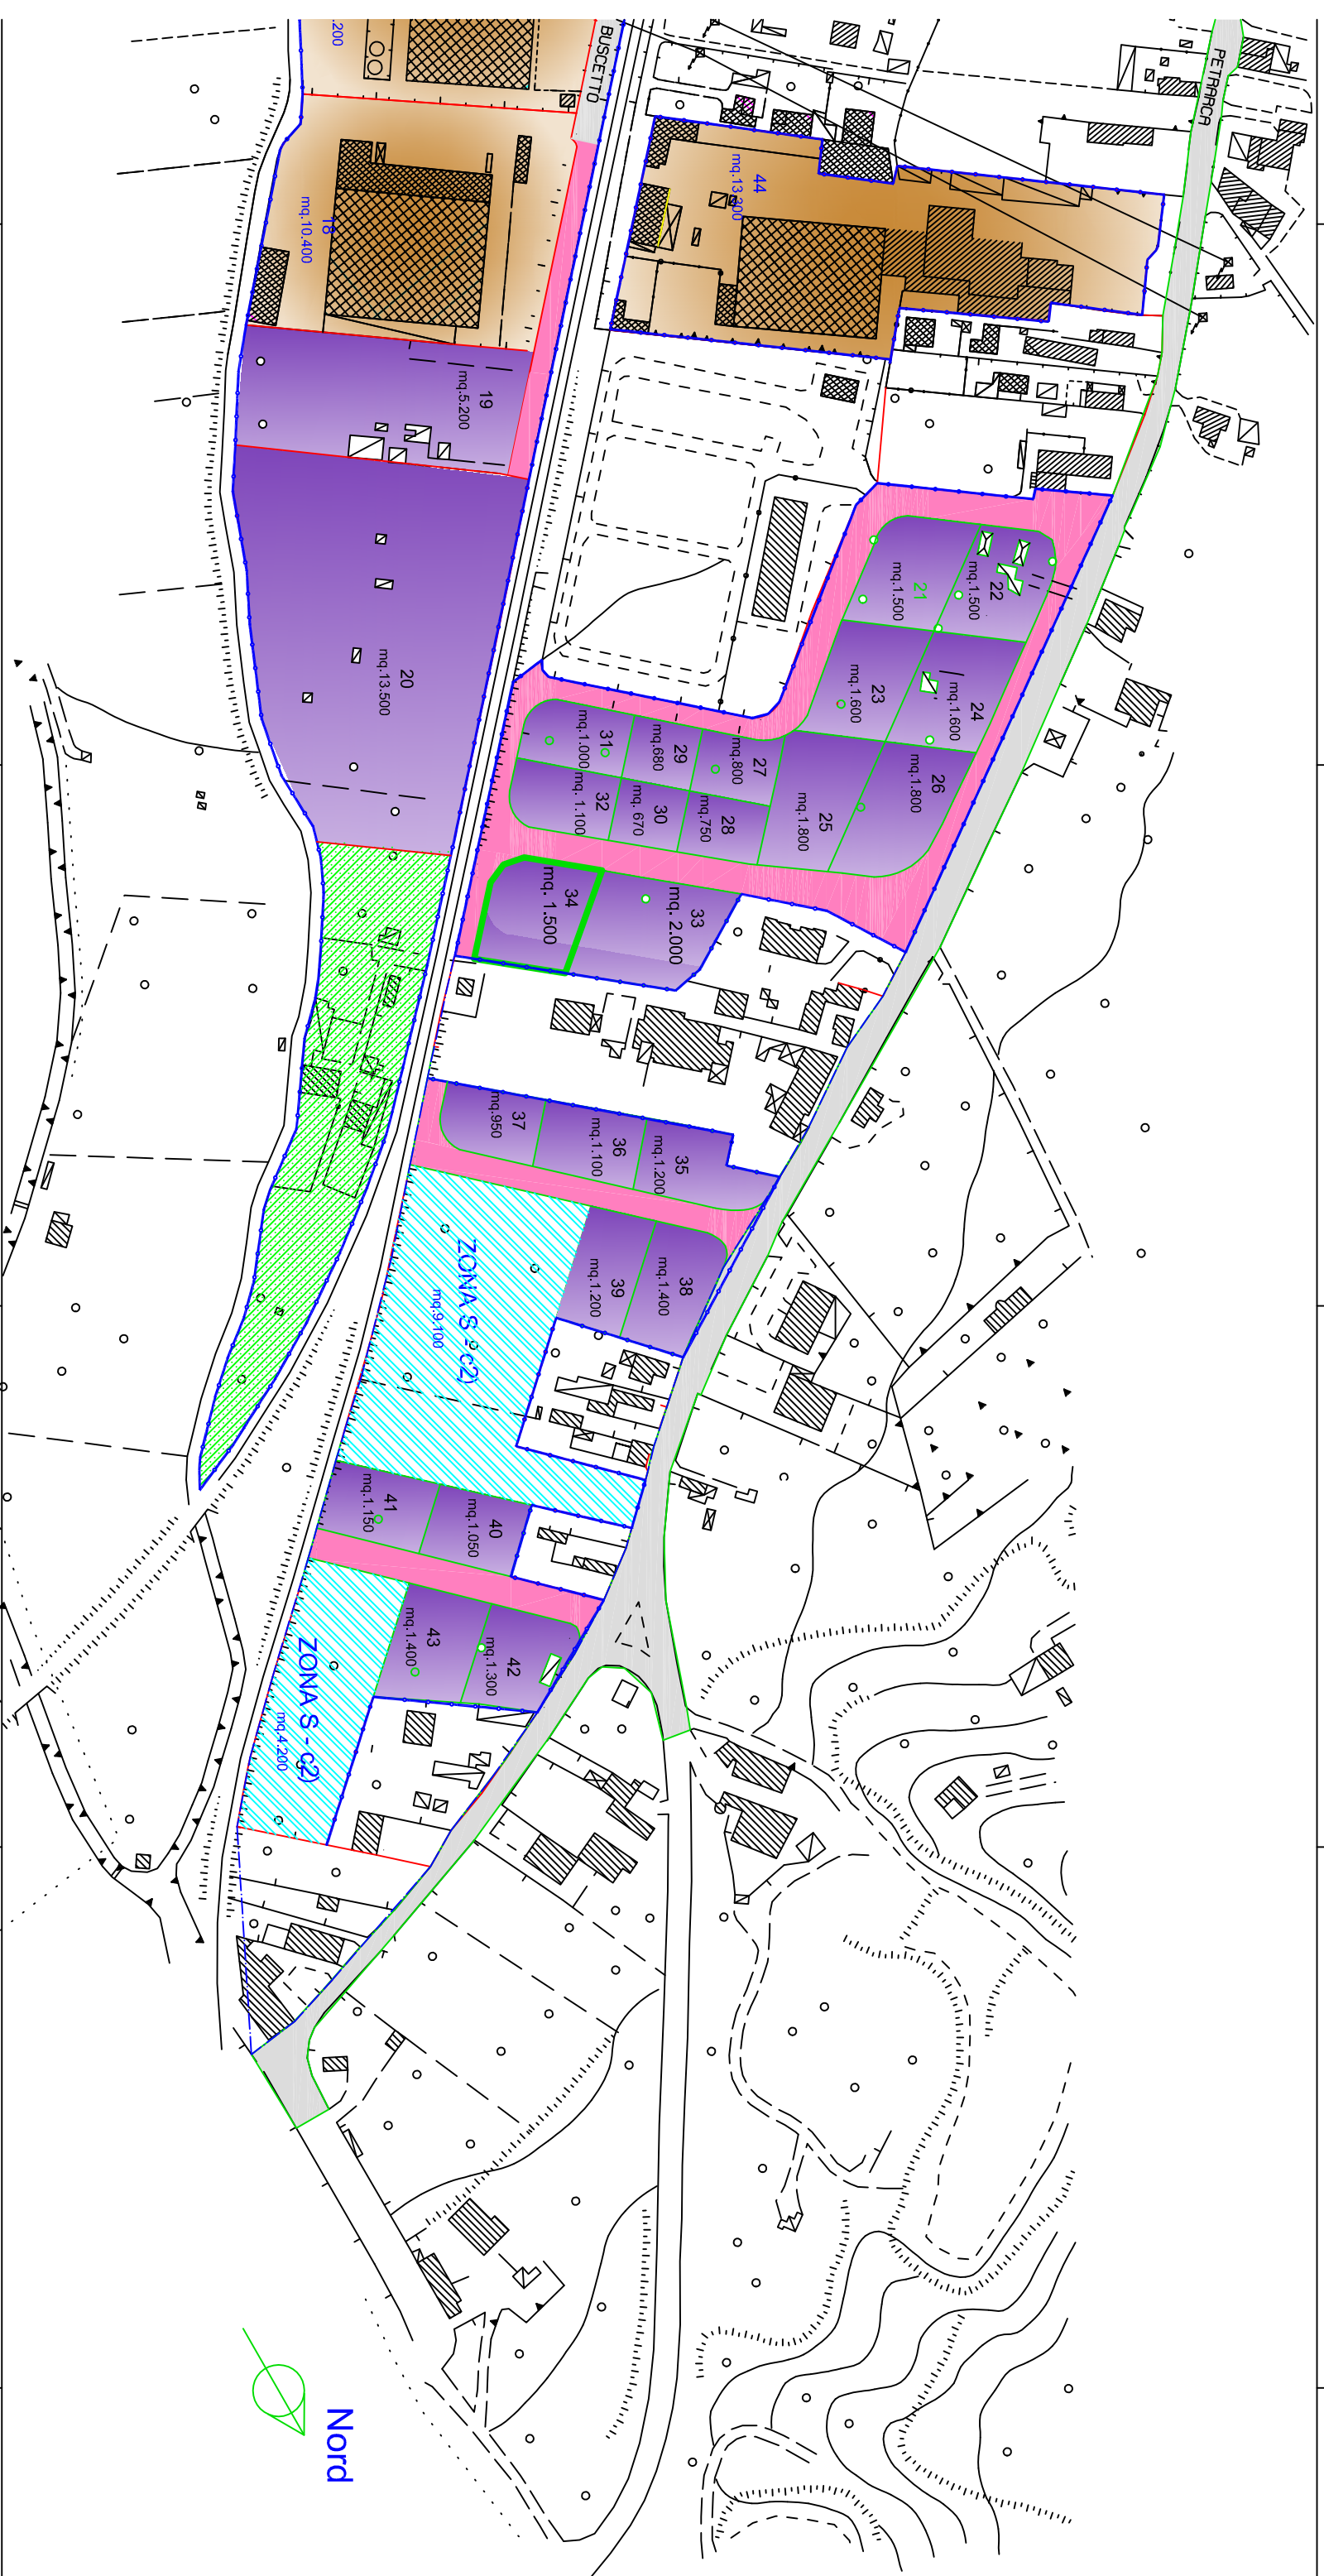 .200
BUSCETTO
PETRARCA
44
mq.13.300
18
mq.10.400
19
mq.5.200
20
mq.13.500
21
mq.1.500
22
mq.1.500
23
mq.1.600
24
mq.1.600
25
mq.1.800
26
mq.1.800
27
mq.800
28
mq.750
29
mq.680
30
mq. 670
31
mq.1.000
32
mq. 1.100
33
mq. 2.000
34
mq. 1.500
35
mq.1.200
36
mq.1.100
37
mq.950
38
mq.1.400
39
mq.1.200
ZONA S - c2)
mq.9.100
40
mq.1.050
41
mq.1.150
42
mq.1.300
43
mq.1.400
ZONA S - c2)
mq.4.200
Nord